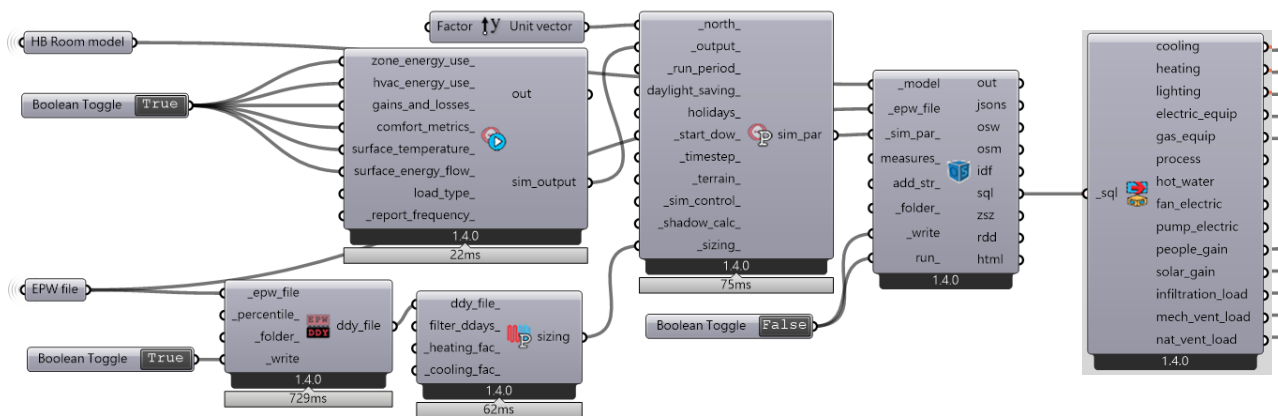 HB Room model
Boolean Toggle True
zone_energy_use_
hvac_energy_use_
gains_and_losses_
comfort_metrics_
surface_temperature_
surface_energy_flow_
load_type_
_report_frequency_
out
sim_output
1.4.0
22ms
Factor y Unit vector
_north_
_output_
_run_period_
daylight_saving_
holidays_
_start_dow_
_timestep_
_terrain_
_sim_control_
_shadow_calc_
_sizing_
P
sim_par
1.4.0
75ms
EPW file
Boolean Toggle True
_epw_file
_percentile_
_folder_
_write
EPW
DDY
ddy_file
1.4.0
729ms
ddy_file_
filter_ddays_
_heating_fac_
_cooling_fac_
P
sizing
1.4.0
62ms
Boolean Toggle False
_model
_epw_file
_sim_par_
measures_
add_str_
_folder_
_write
run_
out
jsons
osw
osm
idf
sql
zsz
rdd
html
1.4.0
_sql
cooling
heating
lighting
electric_equip
gas_equip
process
hot_water
fan_electric
pump_electric
people_gain
solar_gain
infiltration_load
mech_vent_load
nat_vent_load
1.4.0